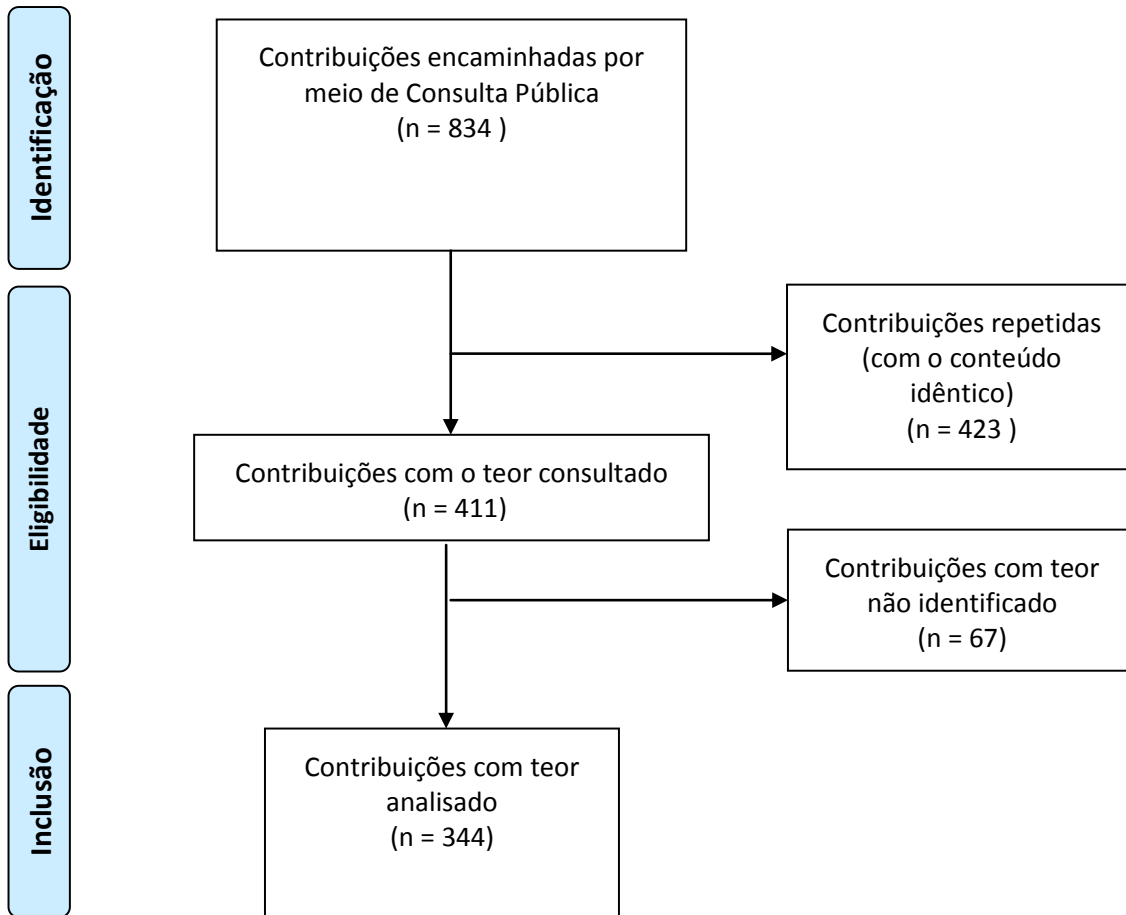 Identificação
Contribuições encaminhadas por
meio de Consulta Pública
(n = 834 )
Eligibilidade
Contribuições repetidas
(com o conteúdo
idêntico)
(n = 423 )
Contribuições com o teor consultado
(n = 411)
Contribuições com teor
não identificado
(n = 67)
Inclusão
Contribuições com teor
analisado
(n = 344)